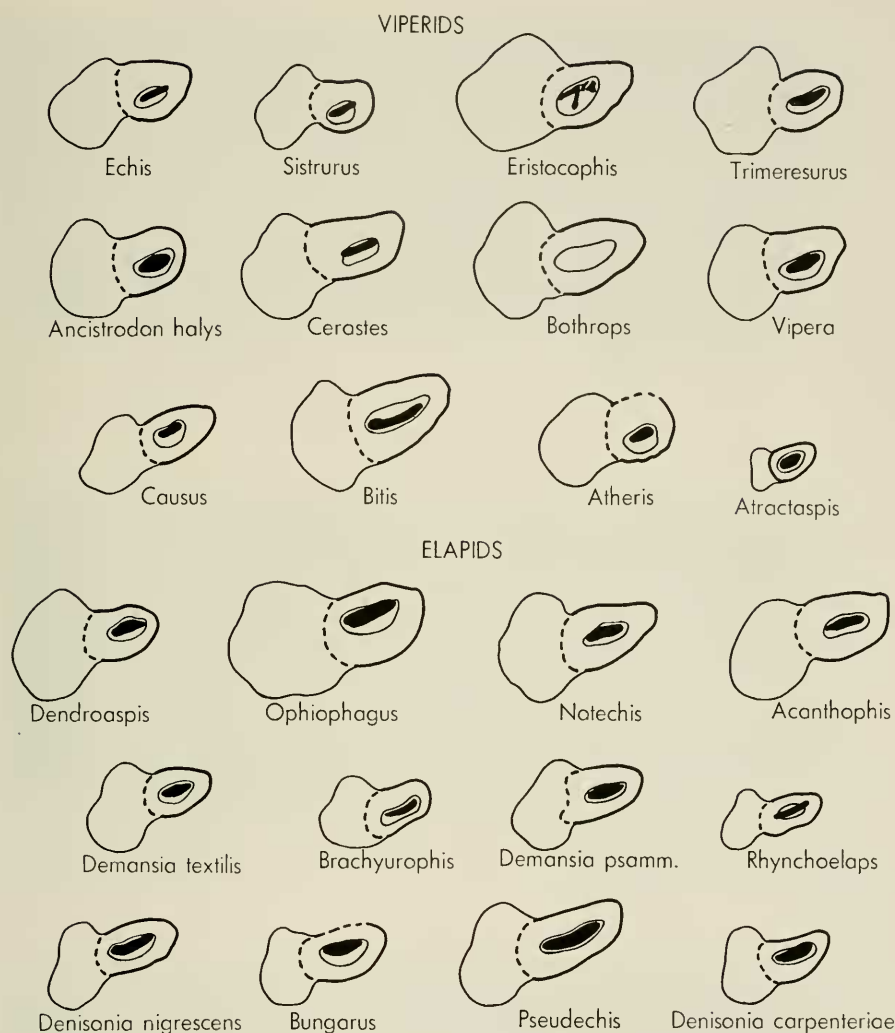 VIPERIDS
Echis
Sistrurus
Eristocophis
Trimeresurus
Ancistrodon halys
Cerastes
Bothrops
Vipera
Causus
Bitis
Atheris
Atractaspis
ELAPIDS
Dendroaspis
Ophiophagus
Notechis
Acanthophis
Demansia textilis
Brachyurophis
Demansia psamm.
Rhynchoelaps
Denisonia nigrescens
Bungarus
Pseudechis
Denisonia carpenteriae